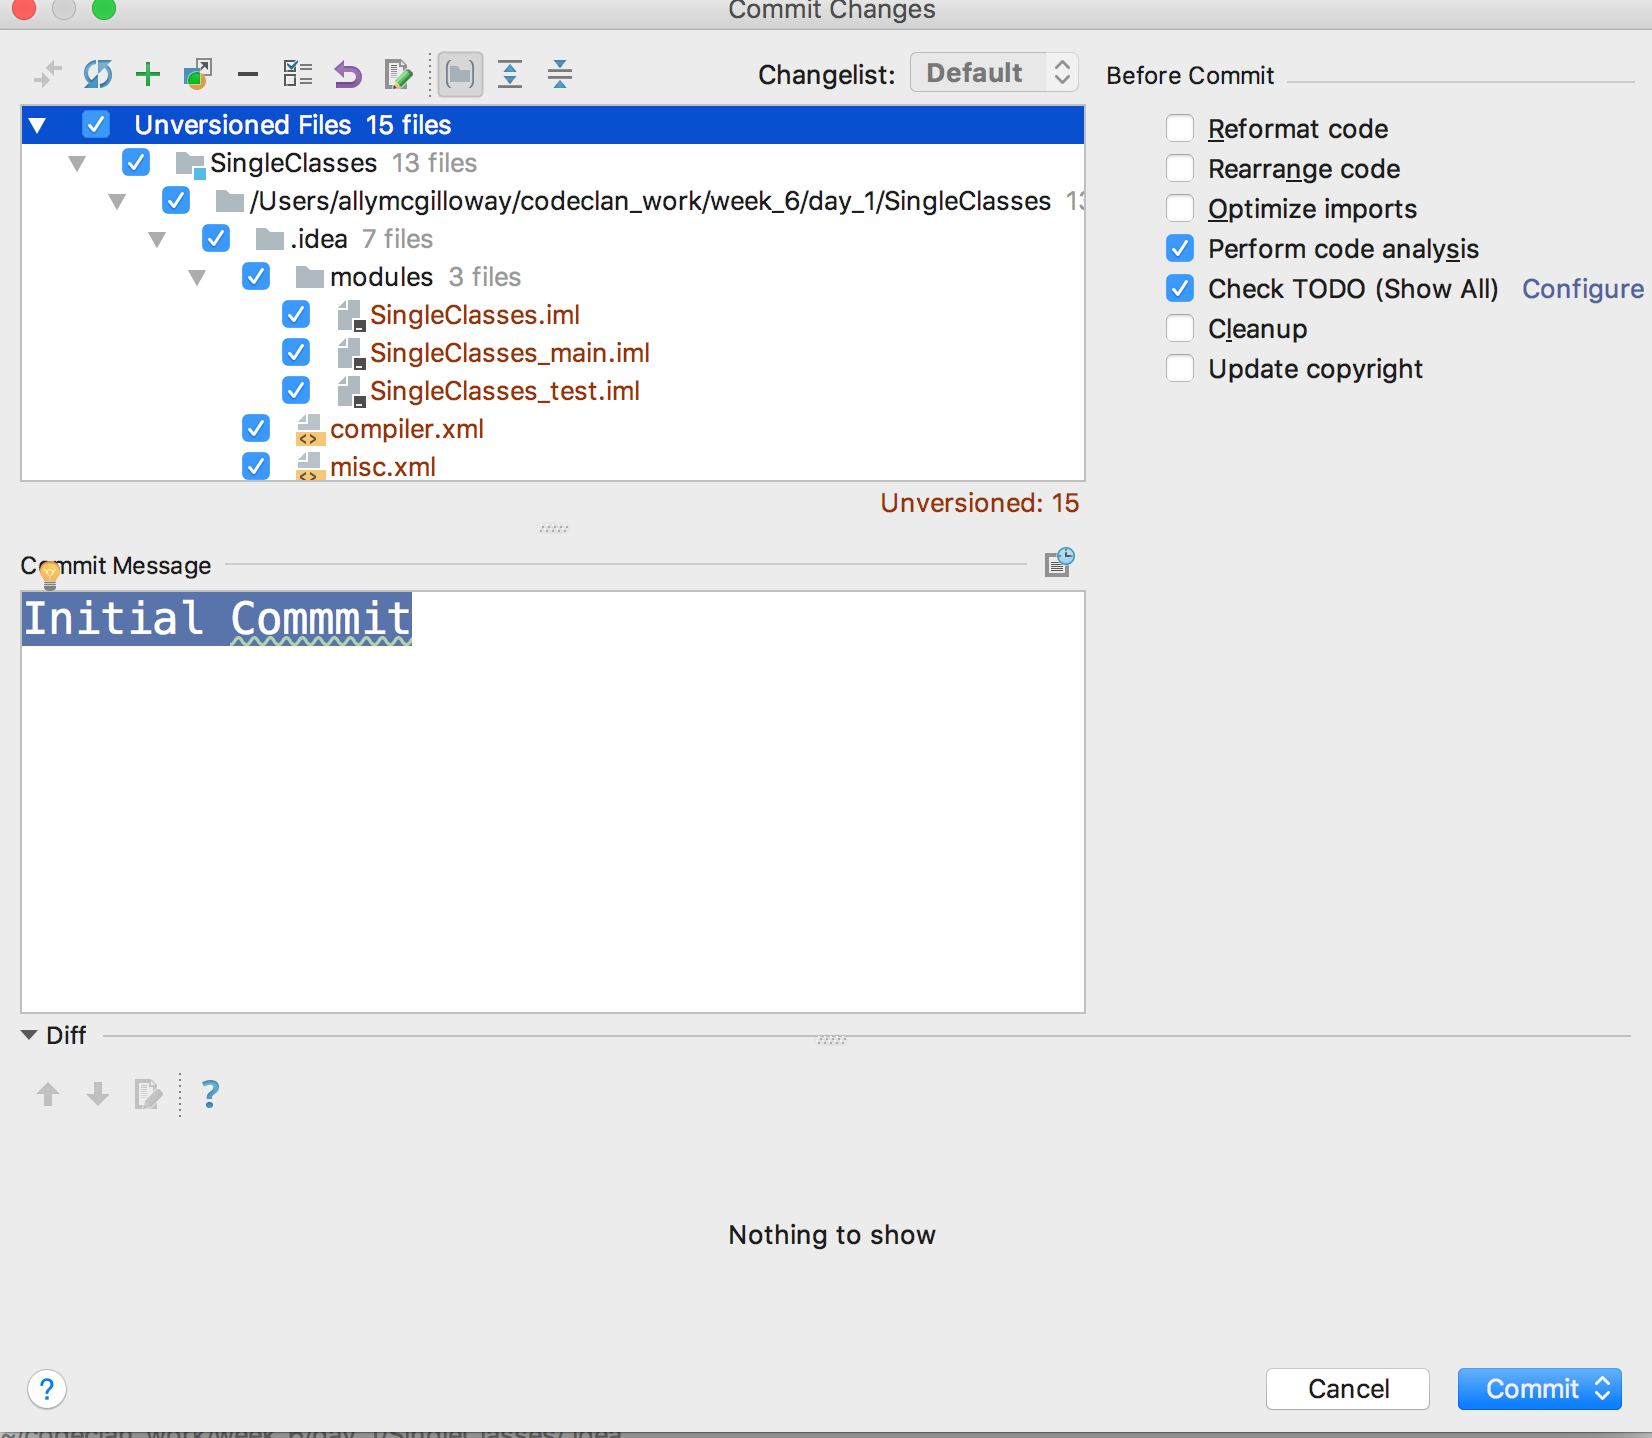 Commit Changes
Changelist: Default
Before Commit
Unversioned Files 15 files
SingleClasses 13 files
/Users/allymcgilloway/codeclan_work/week_6/day_1/SingleClasses 13
.idea 7 files
modules 3 files
SingleClasses.iml
SingleClasses_main.iml
SingleClasses_test.iml
compiler.xml
misc.xml
Unversioned: 15
Reformat code
Rearrange code
Optimize imports
Perform code analysis
Check TODO (Show All) Configure
Cleanup
Update copyright
Commit Message
Initial Commmit
Diff
?
Nothing to show
?
Cancel
Commit
~/codeclan_work/week_6/day_1/SingleClasses/.idea